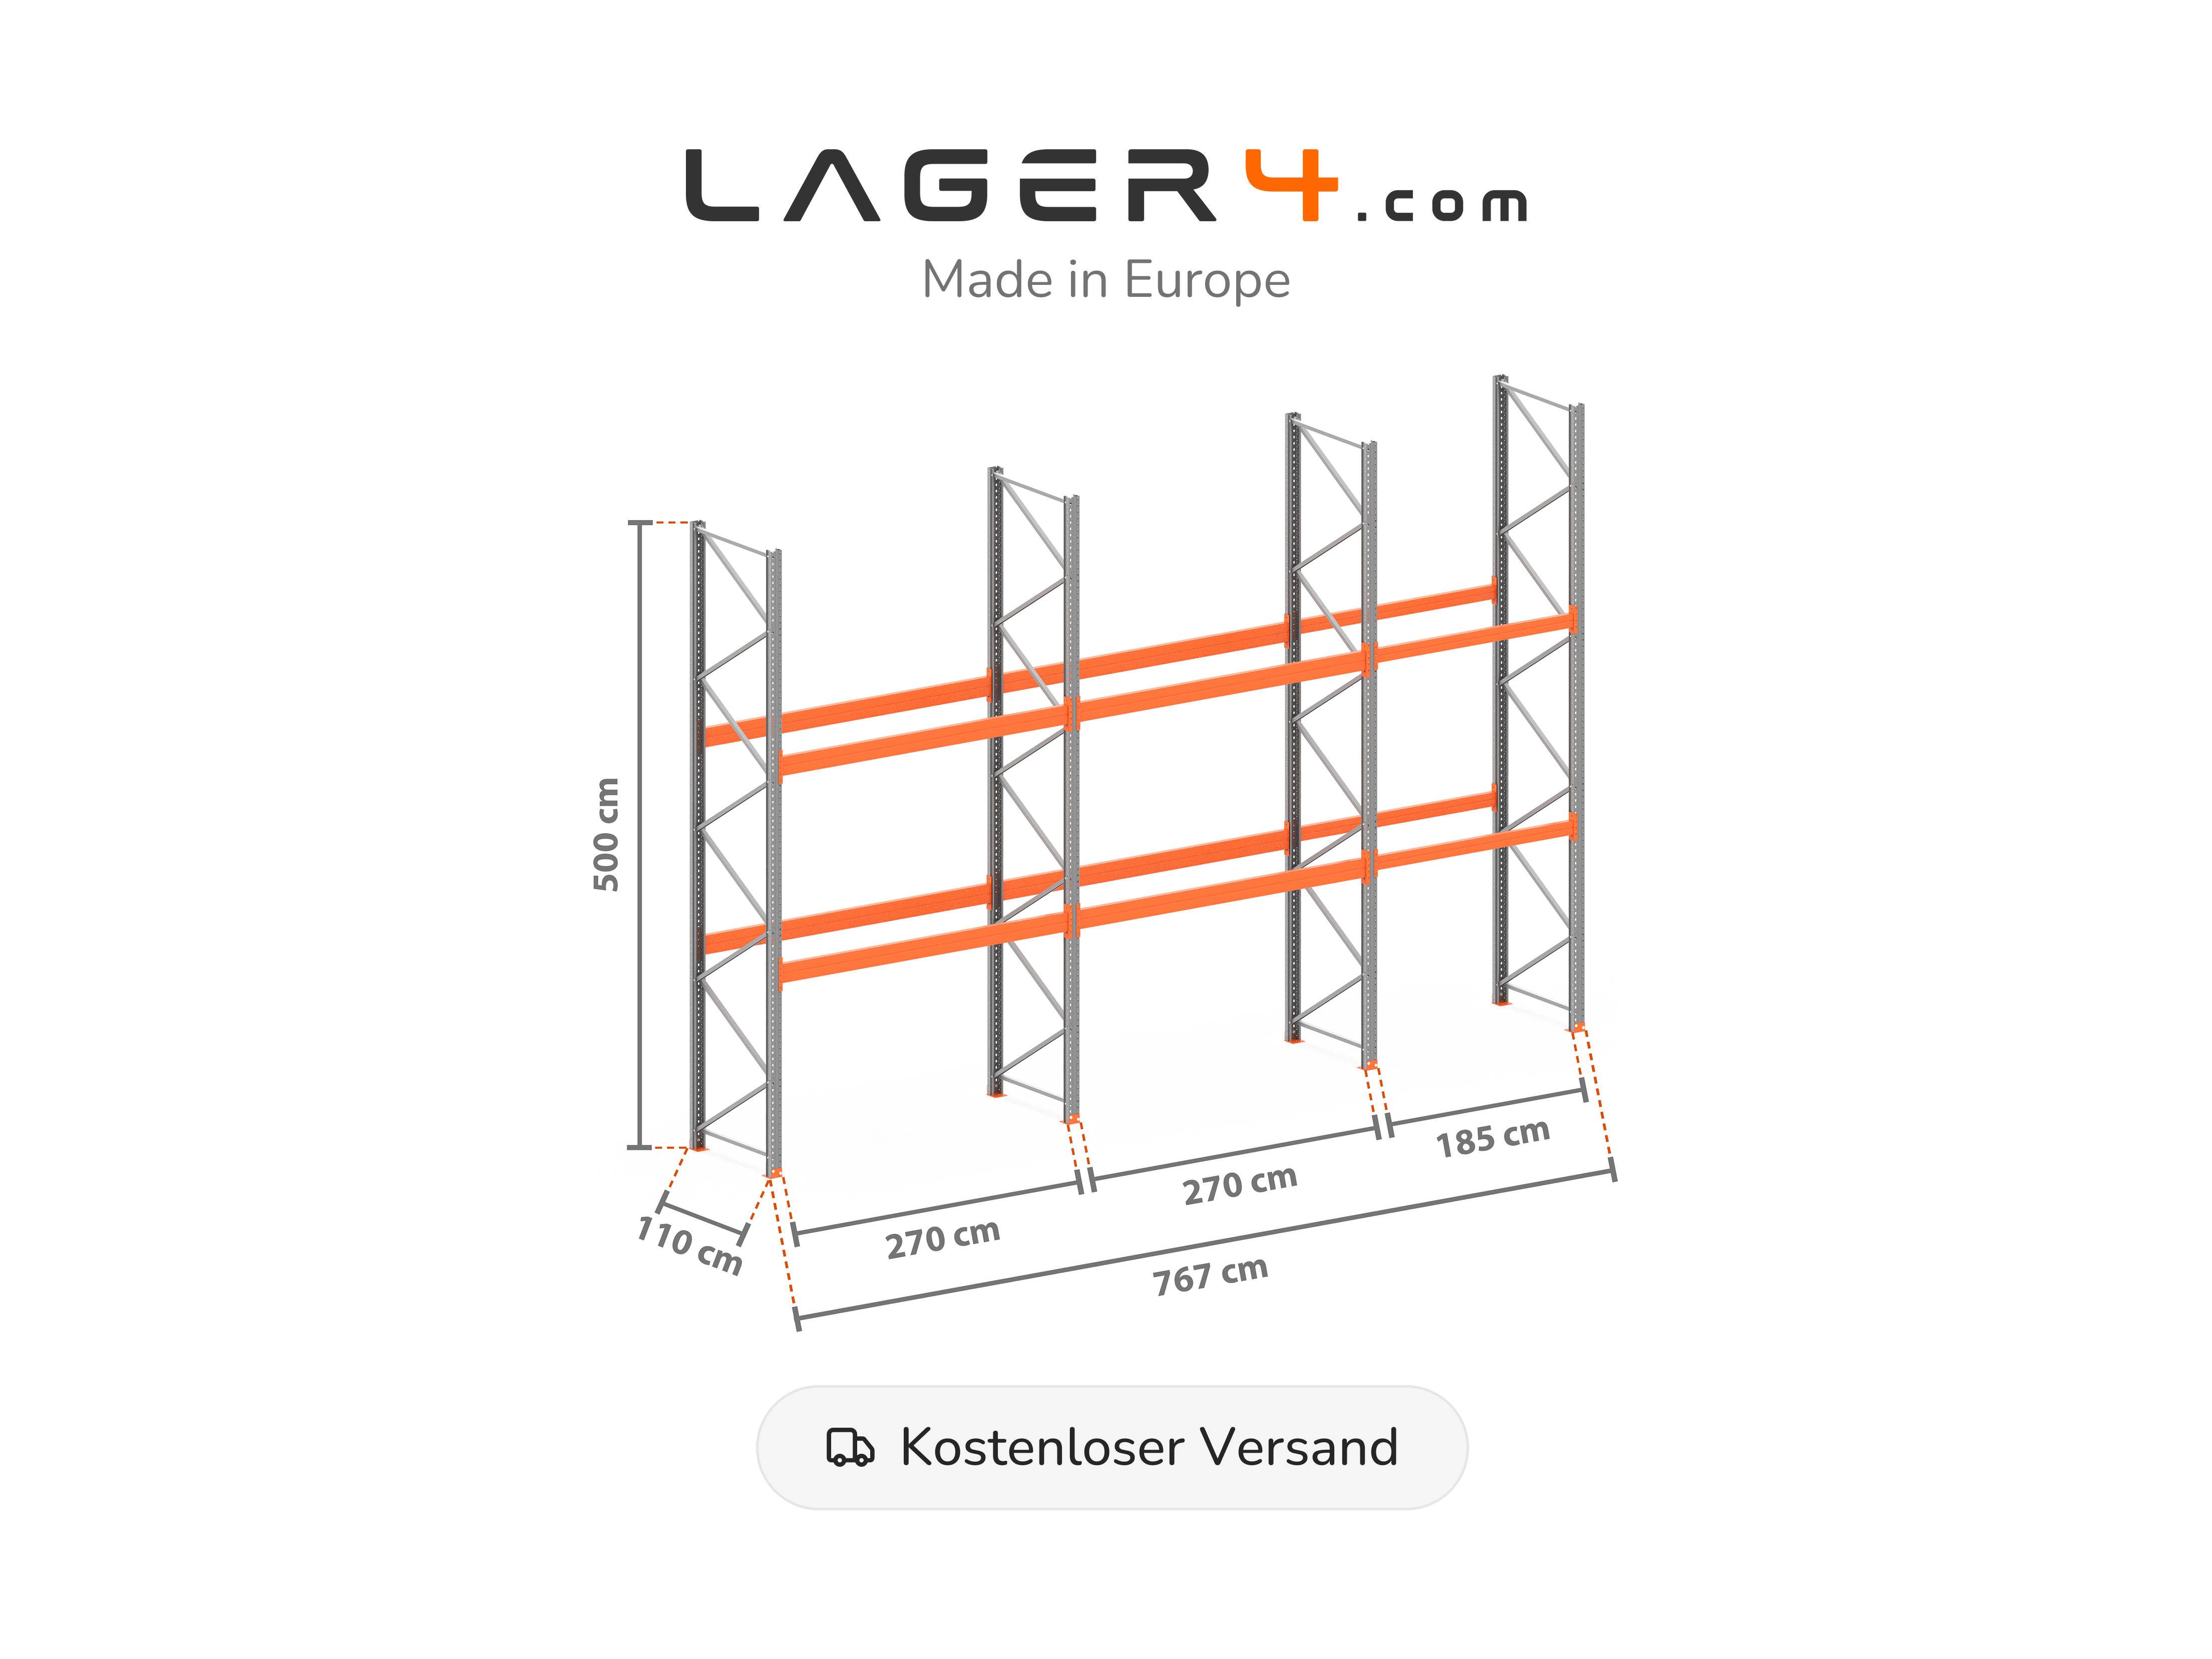 LAGER4.com
Made in Europe
500 cm
110 cm
270 cm
270 cm
185 cm
767 cm
Kostenloser Versand